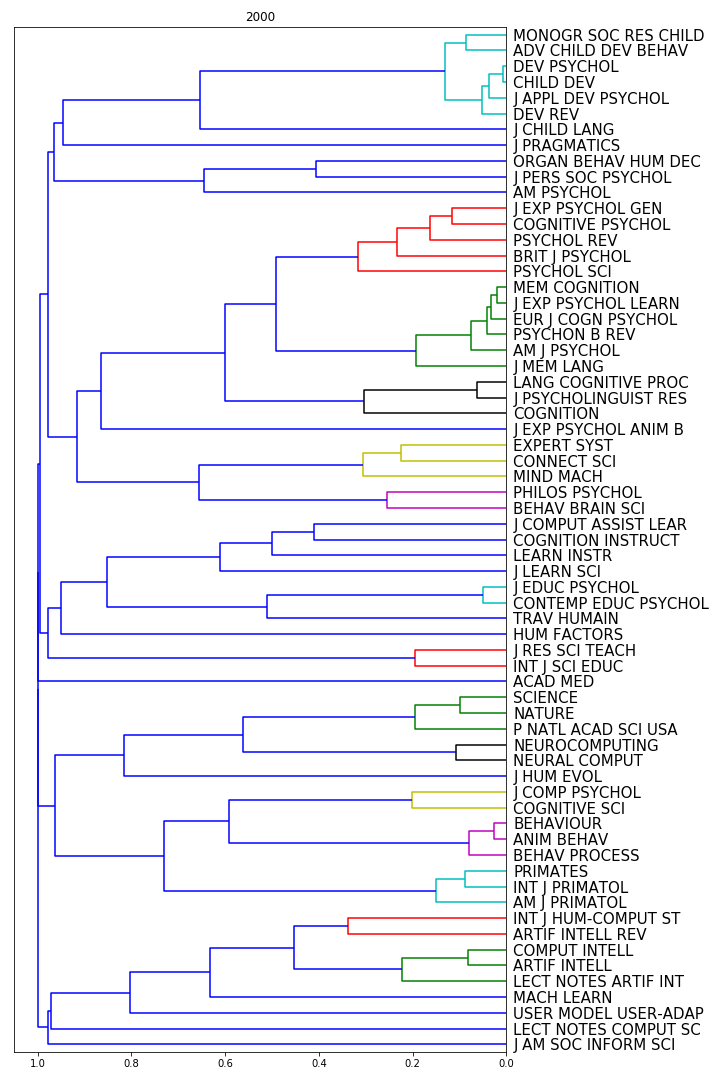 2000
MONOGR SOC RES CHILD
ADV CHILD DEV BEHAV
DEV PSYCHOL
CHILD DEV
J APPL DEV PSYCHOL
DEV REV
J CHILD LANG
J PRAGMATICS
ORGAN BEHAV HUM DEC
J PERS SOC PSYCHOL
AM PSYCHOL
J EXP PSYCHOL GEN
COGNITIVE PSYCHOL
PSYCHOL REV
BRIT J PSYCHOL
PSYCHOL SCI
MEM COGNITION
J EXP PSYCHOL LEARN
EUR J COGN PSYCHOL
PSYCHON B REV
AM J PSYCHOL
J MEM LANG
LANG COGNITIVE PROC
J PSYCHOLINGUIST RES
COGNITION
J EXP PSYCHOL ANIM B
EXPERT SYST
CONNECT SCI
MIND MACH
PHILOS PSYCHOL
BEHAV BRAIN SCI
J COMPUT ASSIST LEAR
COGNITION INSTRUCT
LEARN INSTR
J LEARN SCI
J EDUC PSYCHOL
CONTEMP EDUC PSYCHOL
TRAV HUMAIN
HUM FACTORS
J RES SCI TEACH
INT J SCI EDUC
ACAD MED
SCIENCE
NATURE
P NATL ACAD SCI USA
NEUROCOMPUTING
NEURAL COMPUT
J HUM EVOL
J COMP PSYCHOL
COGNITIVE SCI
BEHAVIOUR
ANIM BEHAV
BEHAV PROCESS
PRIMATES
INT J PRIMATOL
AM J PRIMATOL
INT J HUM-COMPUT ST
ARTIF INTELL REV
COMPUT INTELL
ARTIF INTELL
LECT NOTES ARTIF INT
MACH LEARN
USER MODEL USER-ADAP
LECT NOTES COMPUT SC
J AM SOC INFORM SCI
1.0 0.8 0.6 0.4 0.2 0.0